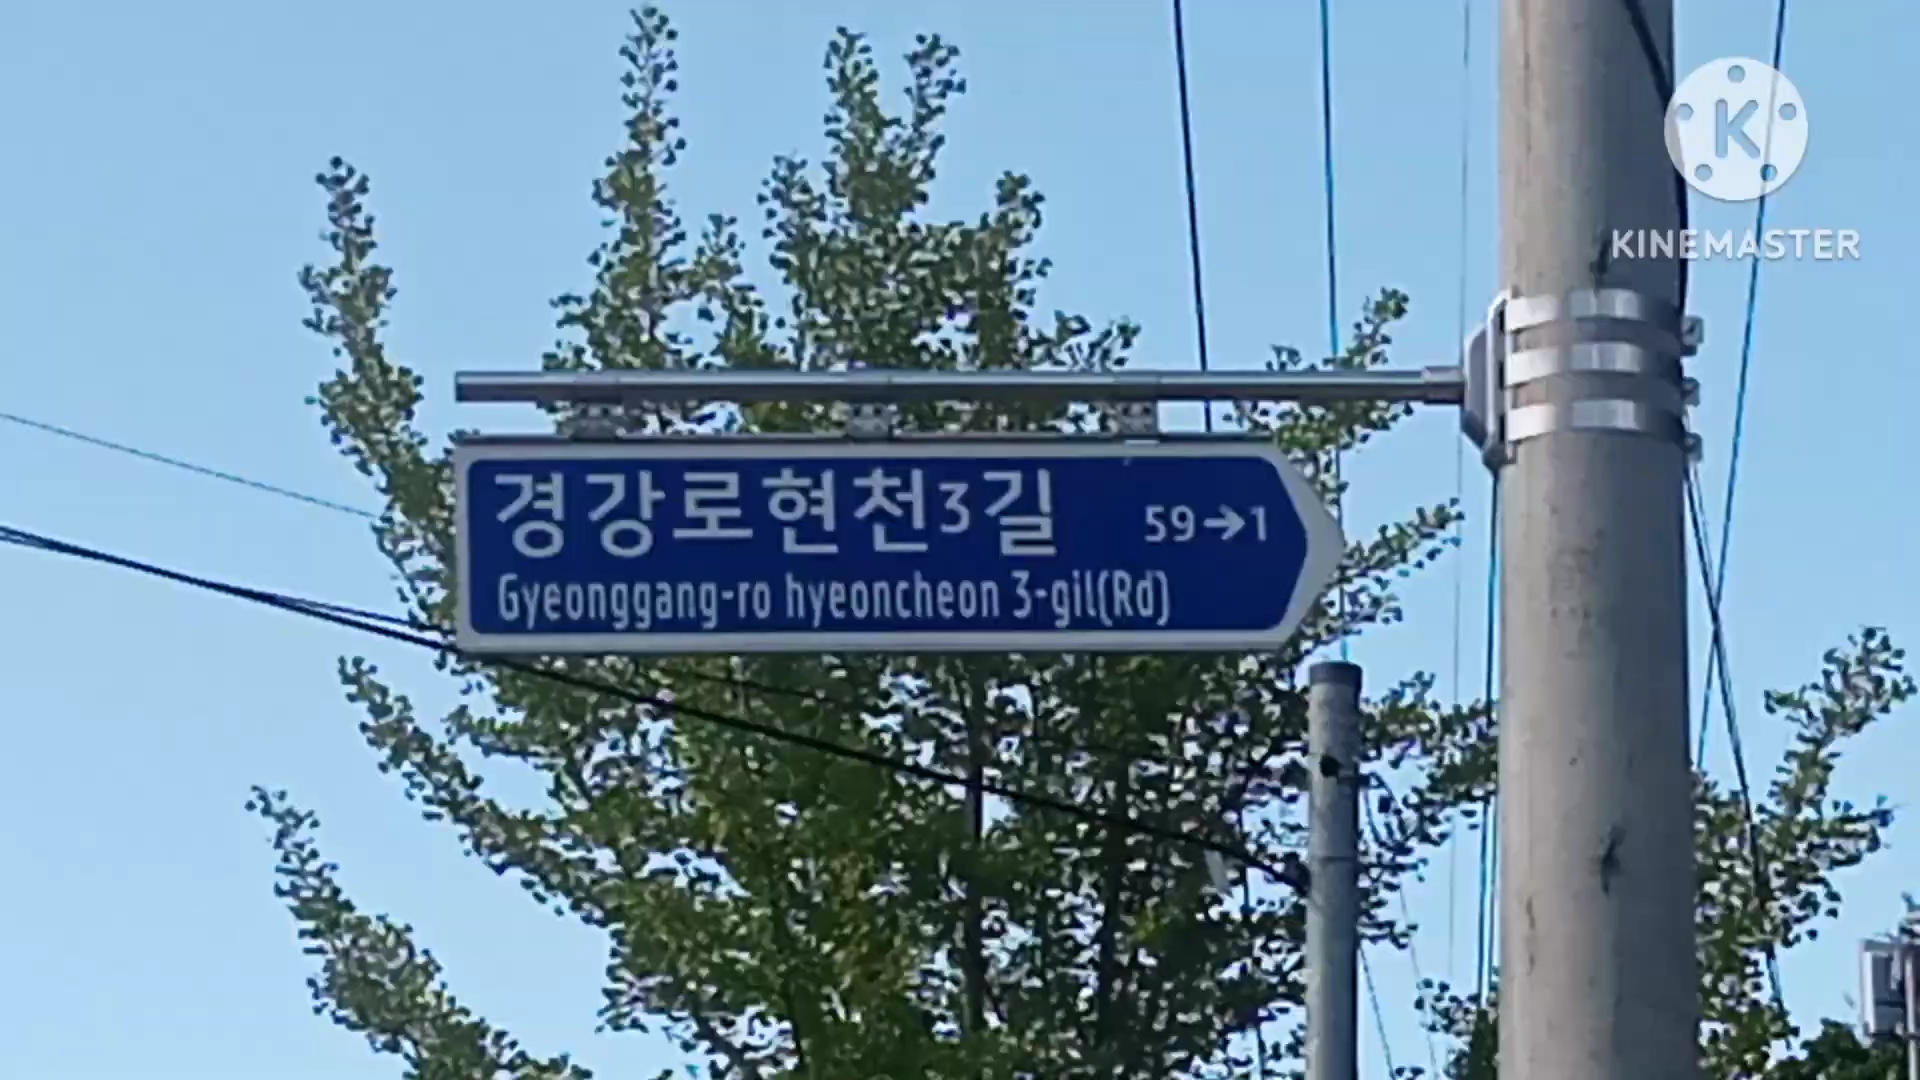 경강로현천3길 59→1
Gyeonggang-ro hyeoncheon 3-gil(Rd)
K
KINEMASTER